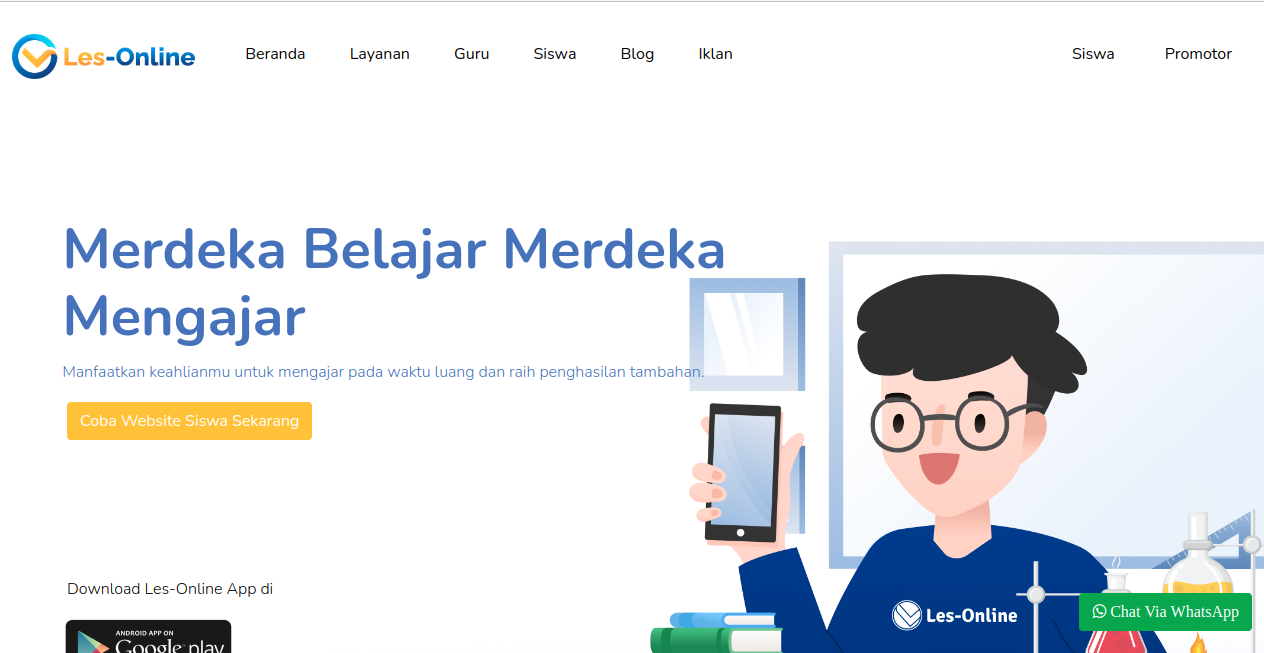 Les-Online
Beranda
Layanan
Guru
Siswa
Blog
Iklan
Siswa
Promotor
Merdeka Belajar Merdeka
Mengajar
Manfaatkan keahlianmu untuk mengajar pada waktu luang dan raih penghasilan tambahan.
Coba Website Siswa Sekarang
Download Les-Online App di
ANDROID APP ON
Google play
Les-Online
Chat Via WhatsApp